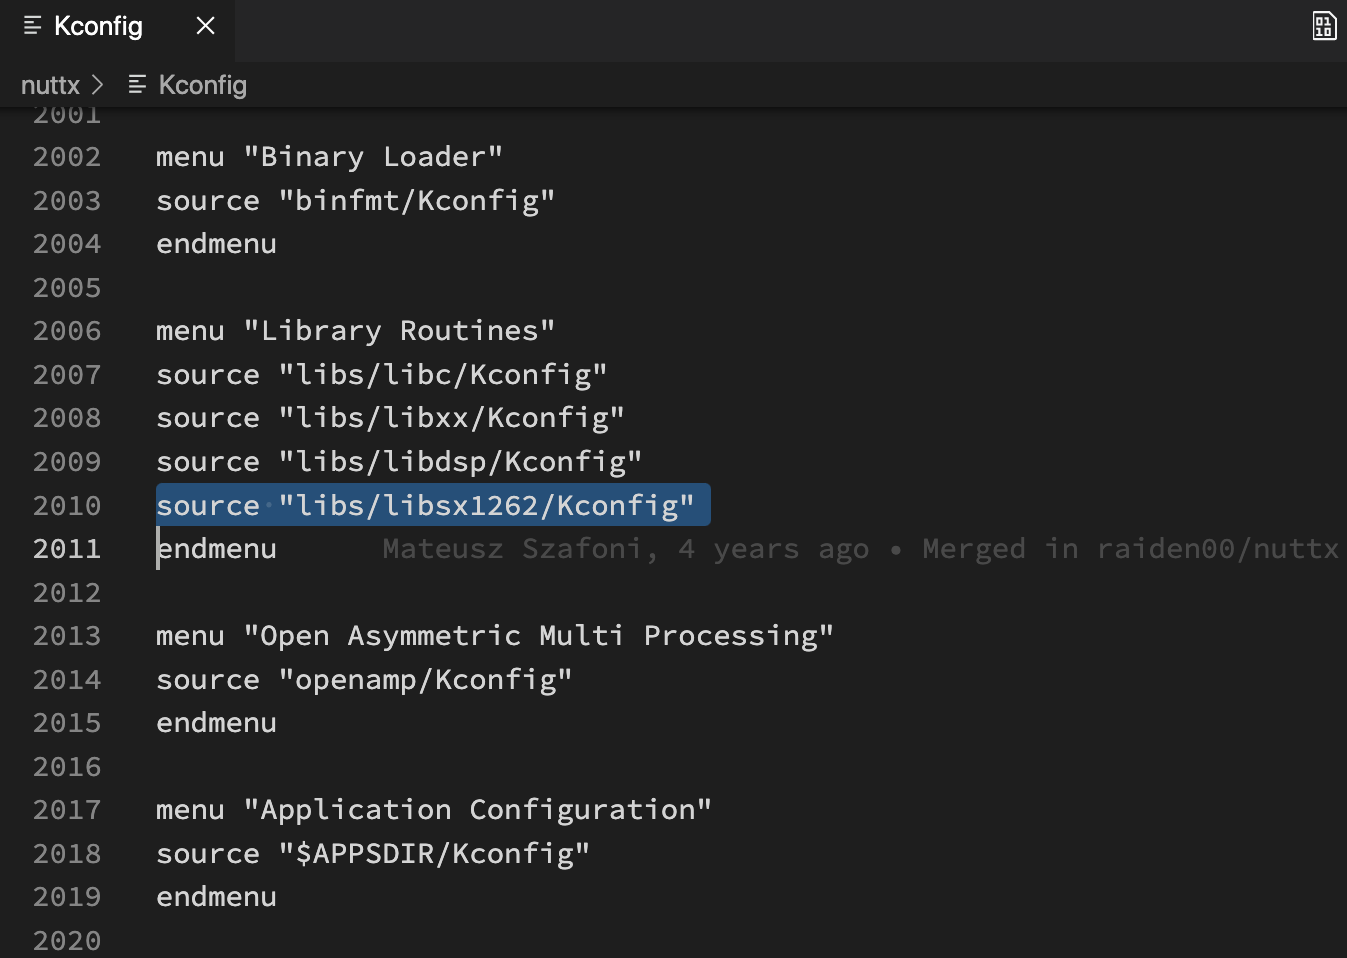 Kconfig
nuttx > Kconfig
2001
2002 menu "Binary Loader"
2003 source "binfmt/Kconfig"
2004 endmenu
2005
2006 menu "Library Routines"
2007 source "libs/libc/Kconfig"
2008 source "libs/libxx/Kconfig"
2009 source "libs/libdsp/Kconfig"
2010 source "libs/libsx1262/Kconfig"
2011 endmenu Mateusz Szafoni, 4 years ago • Merged in raiden00/nuttx
2012
2013 menu "Open Asymmetric Multi Processing"
2014 source "openamp/Kconfig"
2015 endmenu
2016
2017 menu "Application Configuration"
2018 source "$APPSDIR/Kconfig"
2019 endmenu
2020